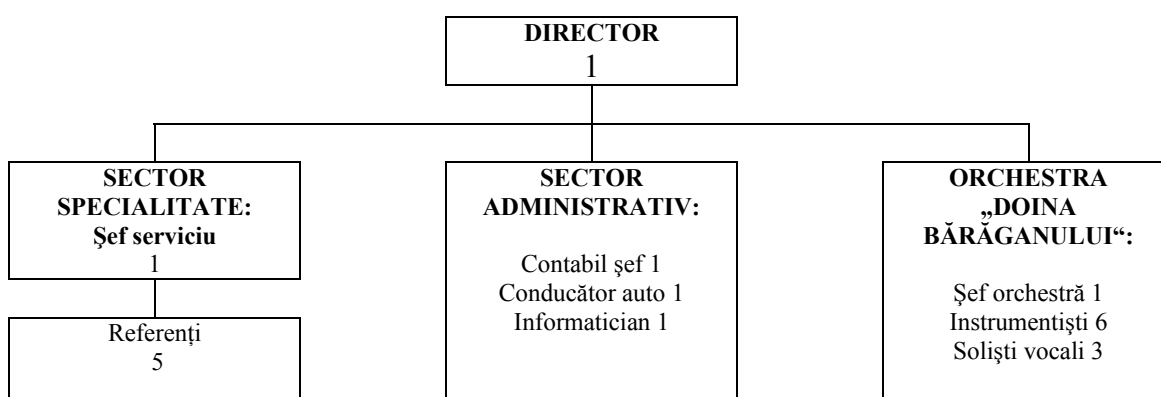 DIRECTOR
1
SECTOR
SPECIALITATE:
Şef serviciu
1
Referenți
5
SECTOR
ADMINISTRATIV:
Contabil şef 1
Conducător auto 1
Informatician 1
ORCHESTRA
„DOINA
BĂRĂGANULUI“:
Şef orchestră 1
Instrumentişti 6
Solişti vocali 3